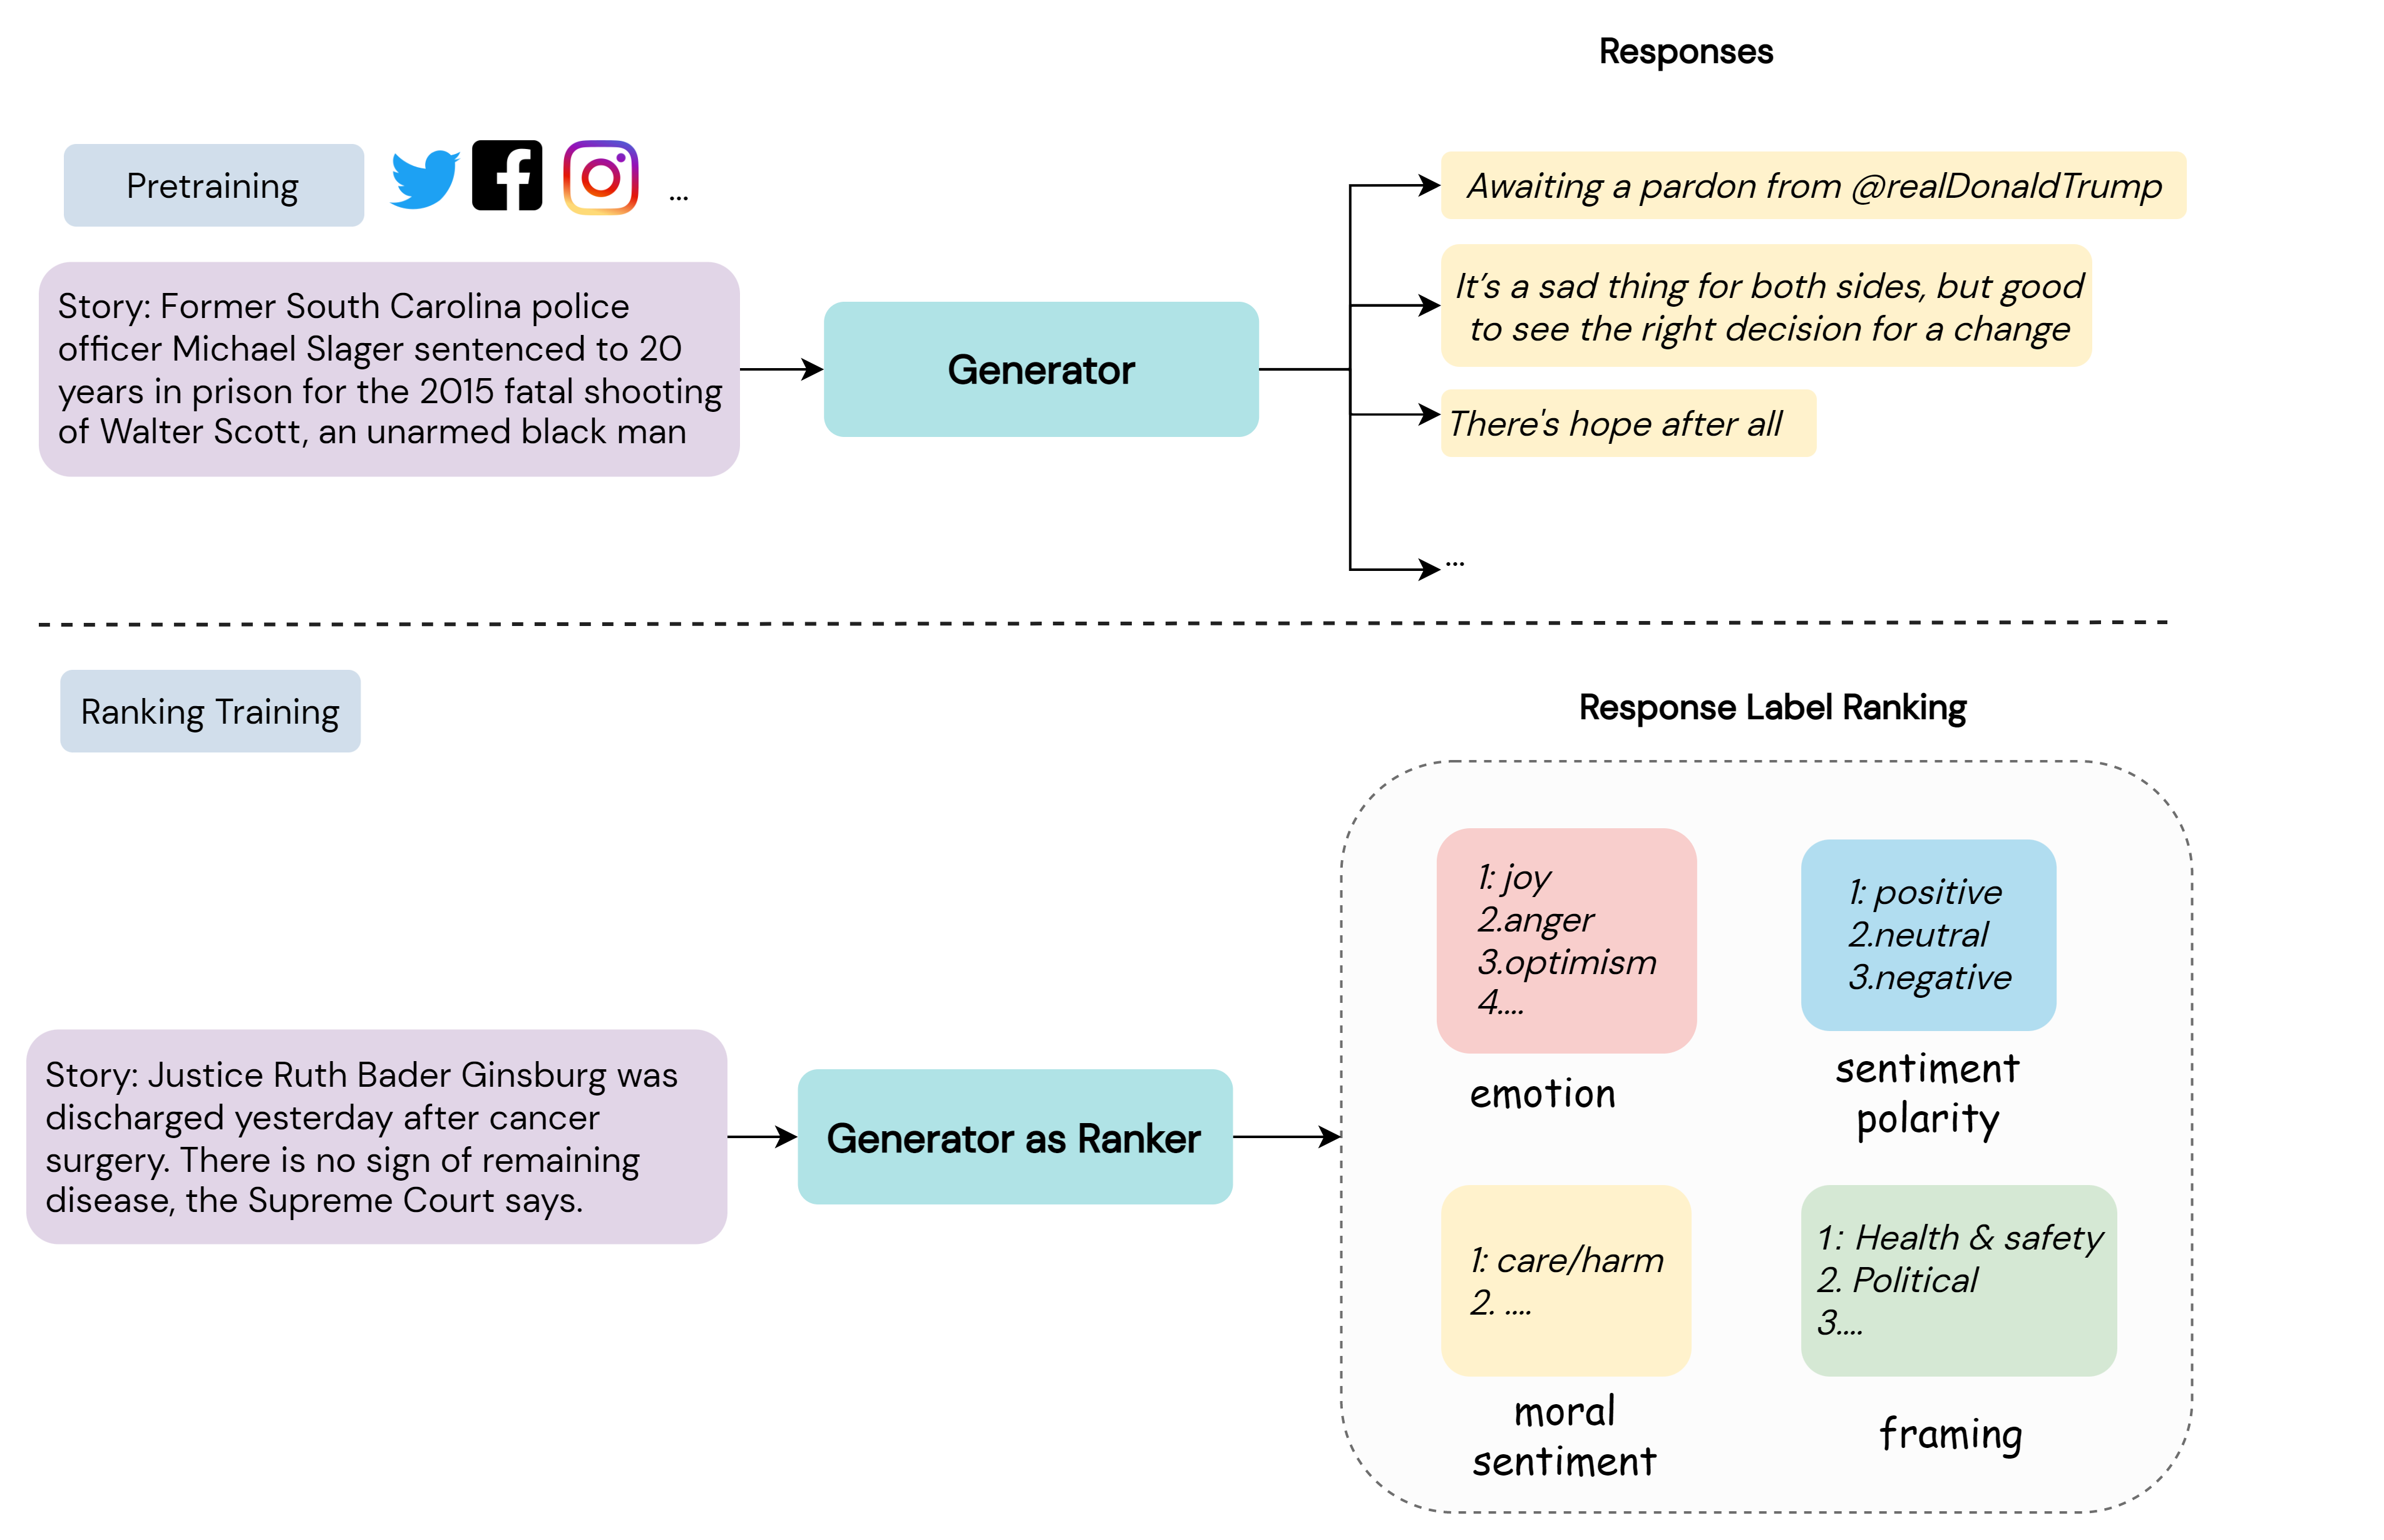 Responses
Pretraining
...
Story: Former South Carolina police
officer Michael Slager sentenced to 20
years in prison for the 2015 fatal shooting
of Walter Scott, an unarmed black man
Generator
Awaiting a pardon from @realDonaldTrump
It's a sad thing for both sides, but good
to see the right decision for a change
There's hope after all
...
Ranking Training
Response Label Ranking
Story: Justice Ruth Bader Ginsburg was
discharged yesterday after cancer
surgery. There is no sign of remaining
disease, the Supreme Court says.
Generator as Ranker
1: joy
2.anger
3.optimism
4....
emotion
1: positive
2.neutral
3.negative
sentiment
polarity
1: care/harm
2. ....
moral
sentiment
1: Health & safety
2. Political
3....
framing